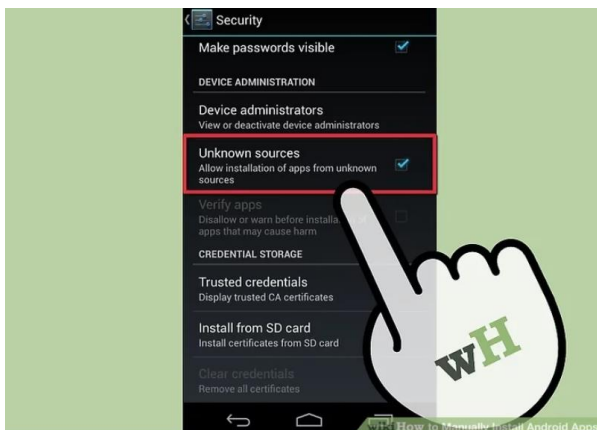 Security
Make passwords visible
DEVICE ADMINISTRATION
Device administrators
View or deactivate device administrators
Unknown sources
Allow installation of apps from unknown
sources
Verify apps
Disallow or warn before installa
apps that may cause harm
CREDENTIAL STORAGE
Trusted credentials
Display trusted CA certificates
Install from SD card
Install certificates from SD card
Clear credentials
Remove all certificates
wH
wH How to Manually Install Android Apps